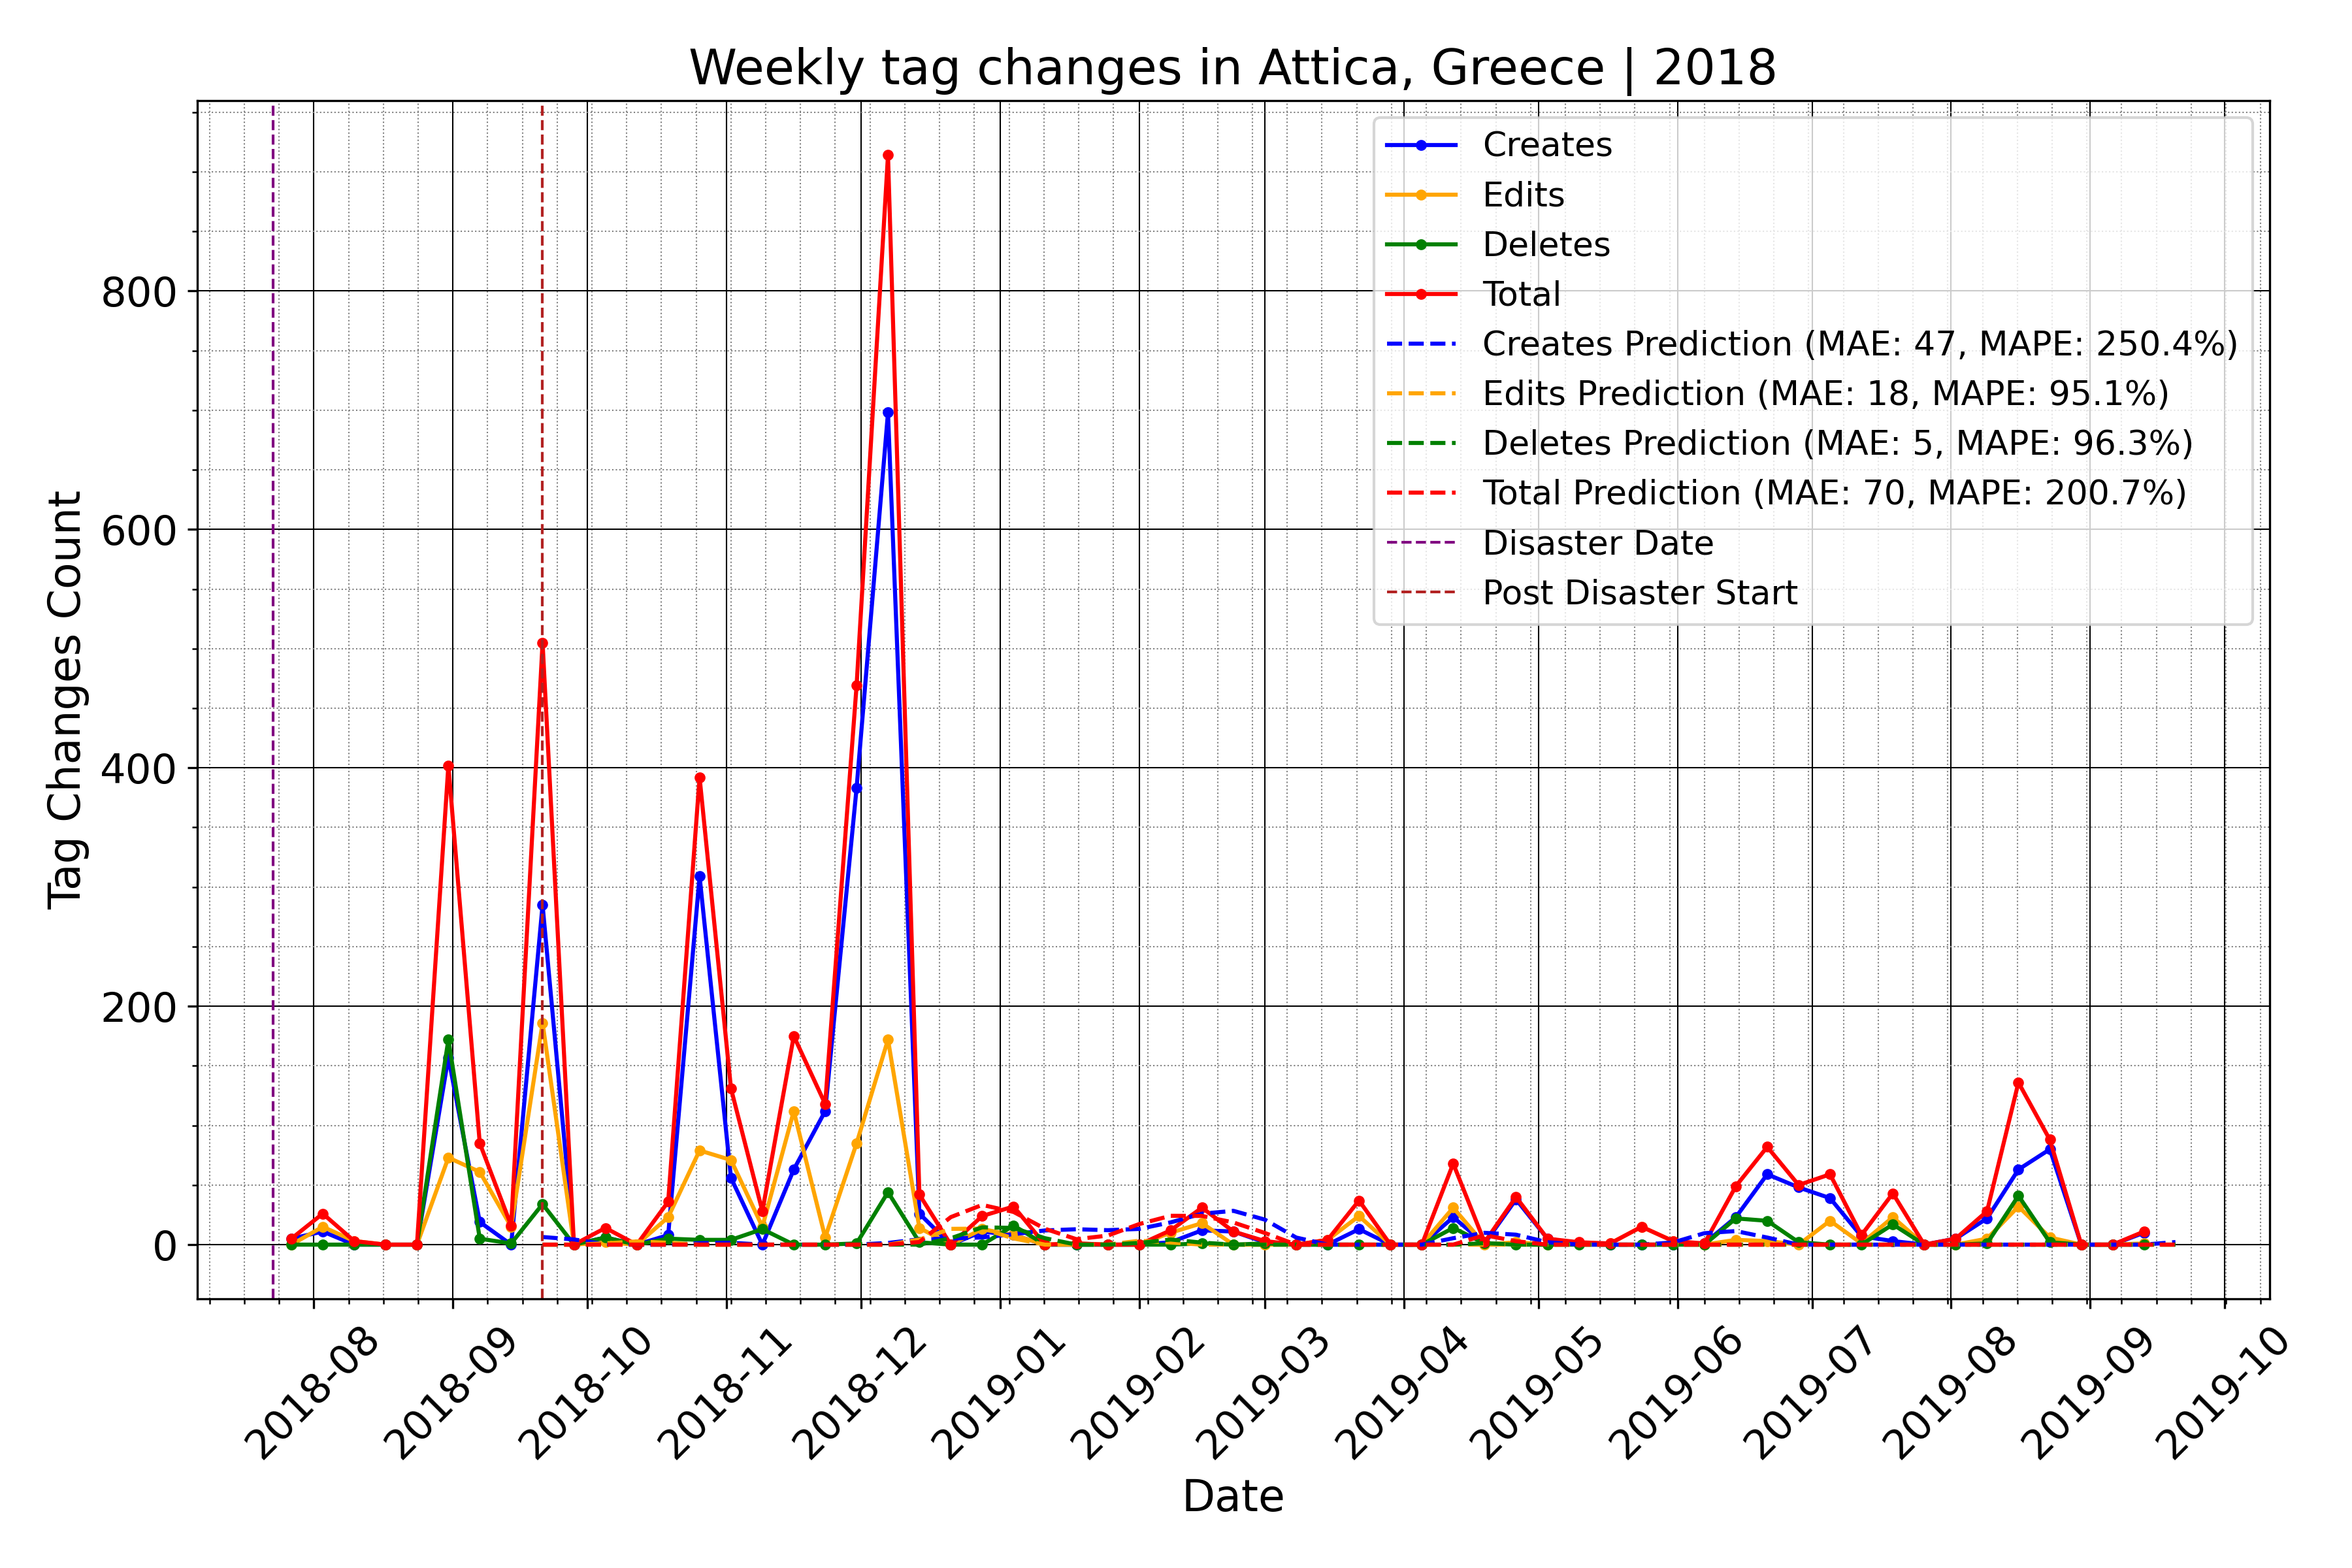 Weekly tag changes in Attica, Greece | 2018
Tag Changes Count
800
600
400
200
0
Creates
Edits
Deletes
Total
Creates Prediction (MAE: 47, MAPE: 250.4%)
Edits Prediction (MAE: 18, MAPE: 95.1%)
Deletes Prediction (MAE: 5, MAPE: 96.3%)
Total Prediction (MAE: 70, MAPE: 200.7%)
Disaster Date
Post Disaster Start
2018-08
2018-09
2018-10
2018-11
2018-12
2019-01
2019-02
2019-03
2019-04
2019-05
2019-06
2019-07
2019-08
2019-09
2019-10
Date